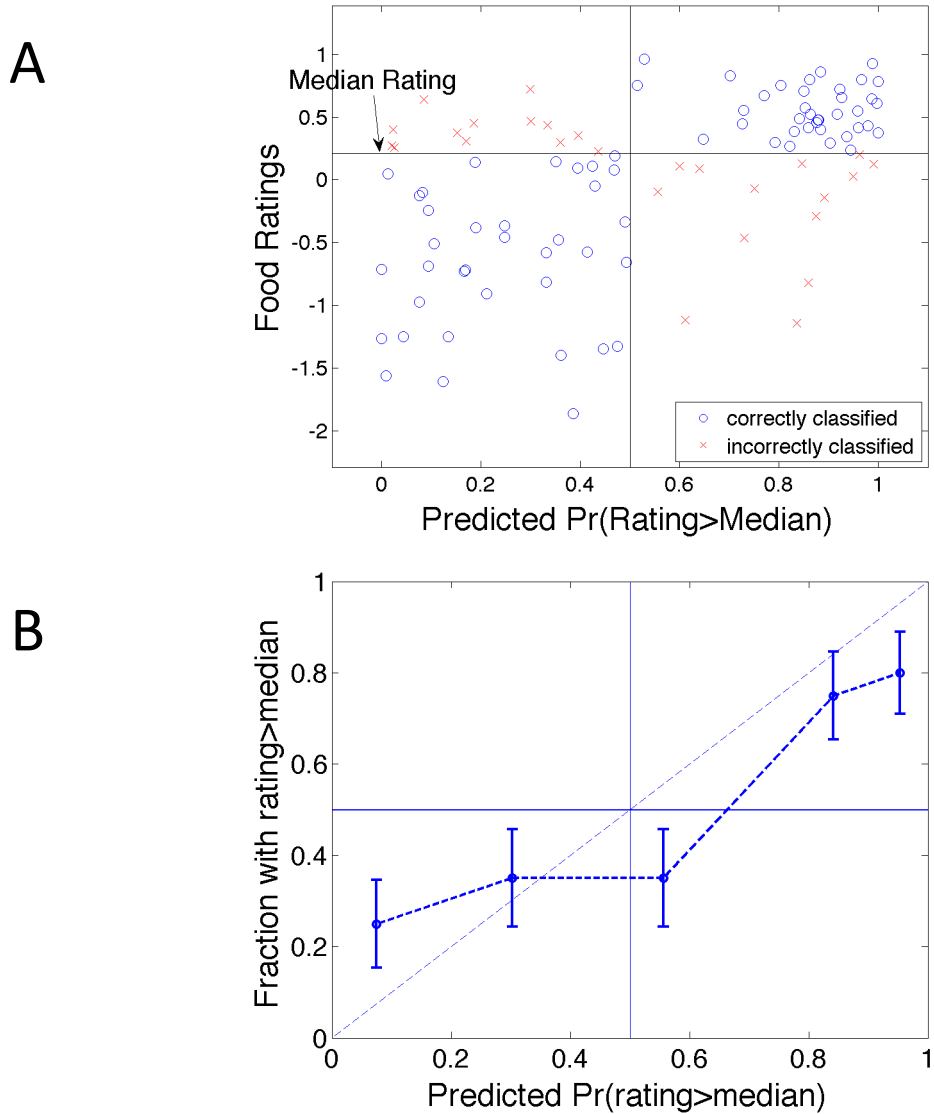 A
Median Rating
1
0.5
0
-0.5
-1
-1.5
-2
Food Ratings
correctly classified
incorrectly classified
0 0.2 0.4 0.6 0.8 1
Predicted Pr(Rating>Median)
B
1
0.8
0.6
0.4
0.2
0
Fraction with rating>median
0 0.2 0.4 0.6 0.8 1
Predicted Pr(rating>median)